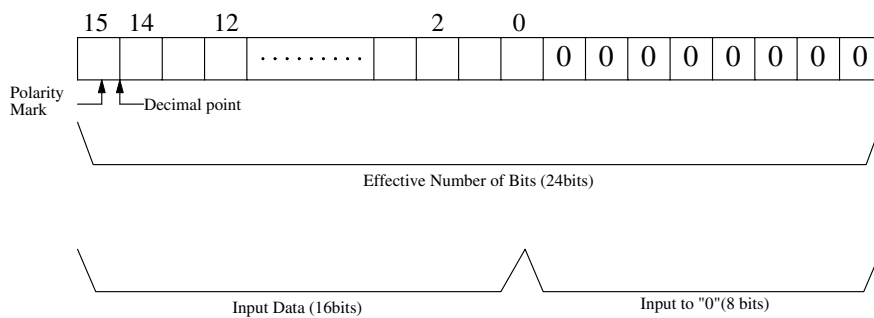 15 14 12 2 0
......... 0 0 0 0 0 0 0 0
Polarity
Mark
Decimal point
Effective Number of Bits (24bits)
Input Data (16bits) Input to "0"(8 bits)